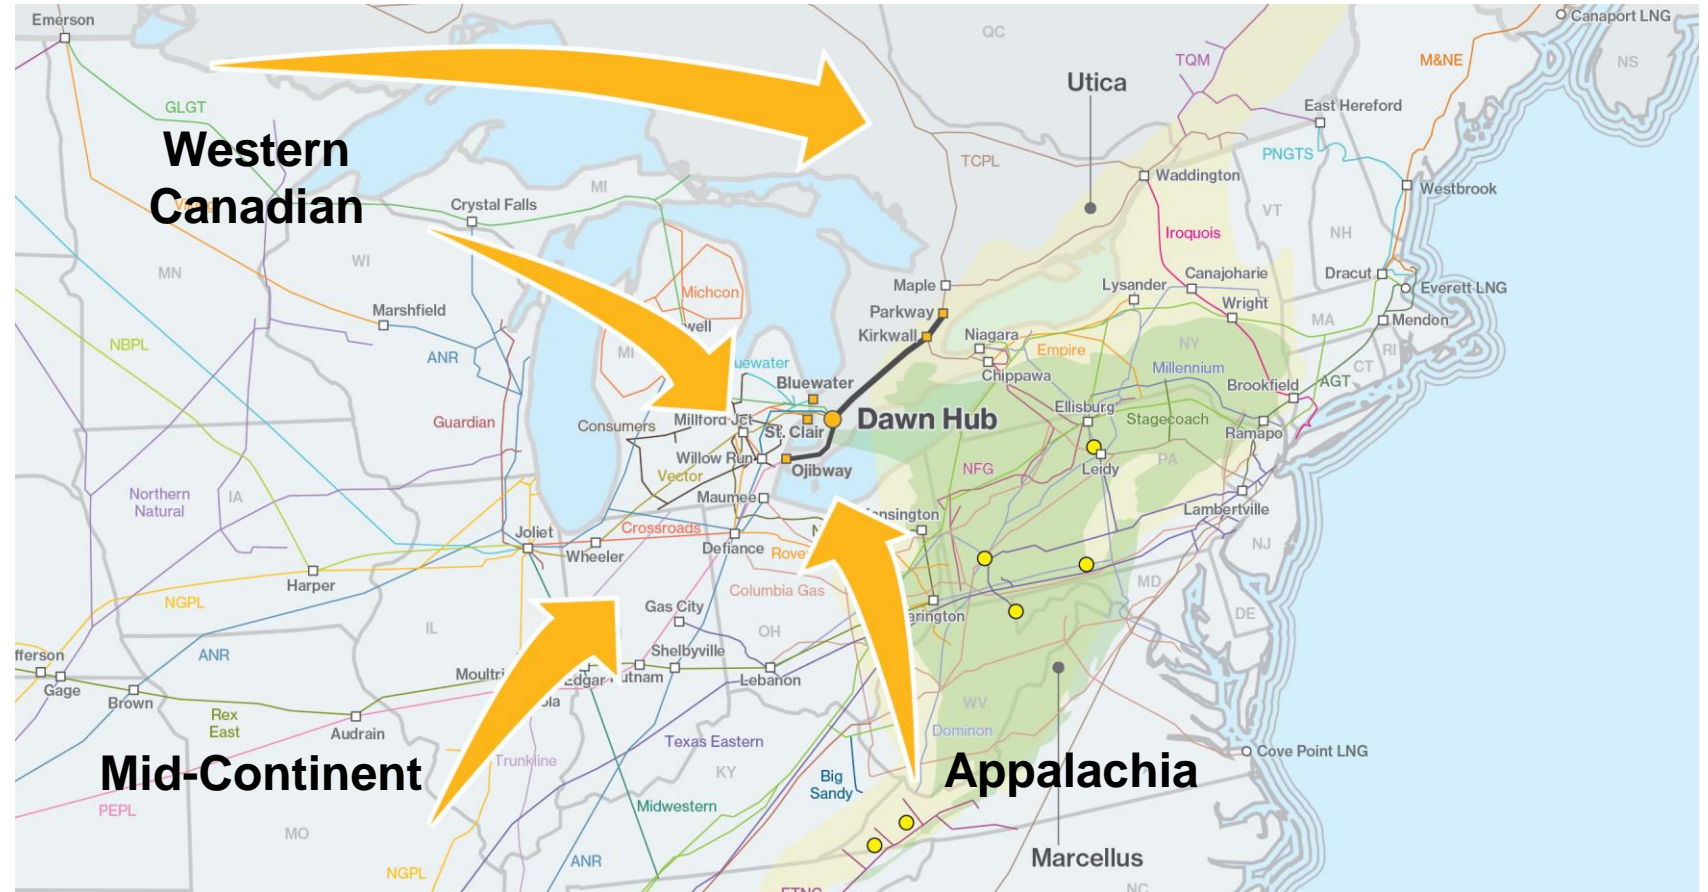 Emerson
Canaport LNG
QC
NS
TQM
M&NE
Utica
GLGT
East Hereford
Western
Canadian
TCPL
PNGTS
Waddington
Westbrook
MI
Crystal Falls
VT
Iroquois
NH
WI
MN
Maple
Lysander
Canajoharie
Dracut
Everett LNG
Michcon
Marshfield
Parkway
Wright
MA
Mendon
Kirkwall
Niagara
NBPL
MI
Empire
NY
RI
ANR
Chippawa
Millennium
CT
Bluewater
Brookfield
AGT
Guardian
Consumers
Millford Jct
St. Clair
Dawn Hub
Ellisburg
Stagecoach
Ramapo
Willow Run
Ojibway
NFG
Leidy
PA
Vector
Northern
Natural
IA
Maumee
Lambertville
Joliet
Crossroads
Wheeler
Defiance
NJ
Harper
Columbia Gas
MD
NGPL
Gas City
DE
IL
OH
ANR
Shelbyville
Gage
Lebanon
Brown
WV
Rex
East
Audrain
Texas Eastern
Dominon
Cove Point LNG
Mid-Continent
Trunkline
KY
Big
Sandy
Appalachia
PEPL
Midwestern
MO
Marcellus
ANR
NGPL
NC